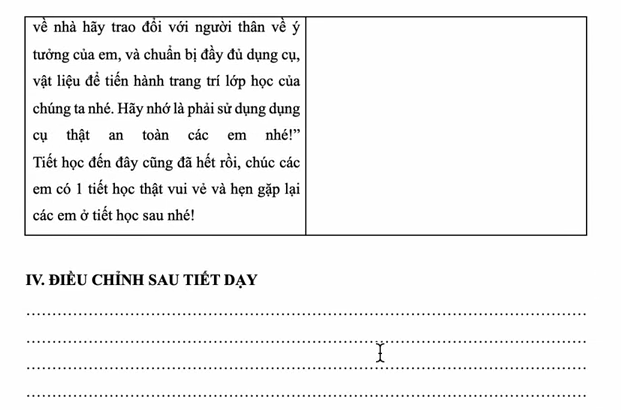 về nhà hãy trao đổi với người thân về ý
tưởng của em, và chuẩn bị đầy đủ dụng cụ,
vật liệu để tiến hành trang trí lớp học của
chúng ta nhé. Hãy nhớ là phải sử dụng dụng
cụ thật an toàn các em nhé!”
Tiết học đến đây cũng đã hết rồi, chúc các
em có 1 tiết học thật vui vẻ và hẹn gặp lại
các em ở tiết học sau nhé!
IV. ĐIỀU CHỈNH SAU TIẾT DẠY